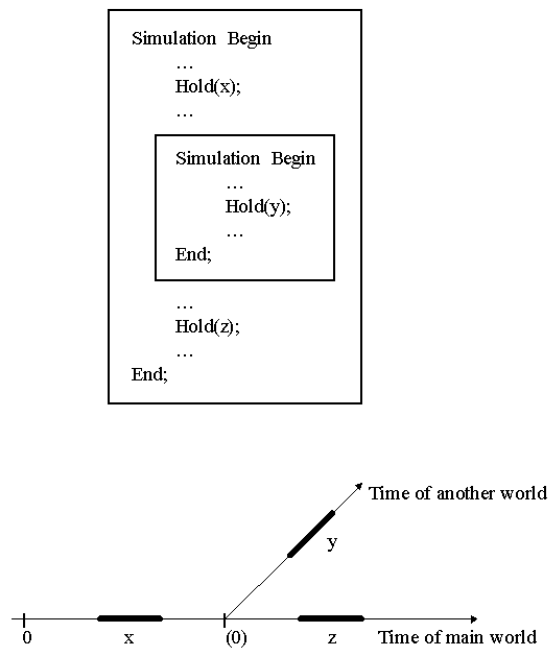 Simulation Begin
...
Hold(x);
...
Simulation Begin
...
Hold(y);
...
End;
...
Hold(z);
...
End;
Time of another world
y
0 x (0) z Time of main world